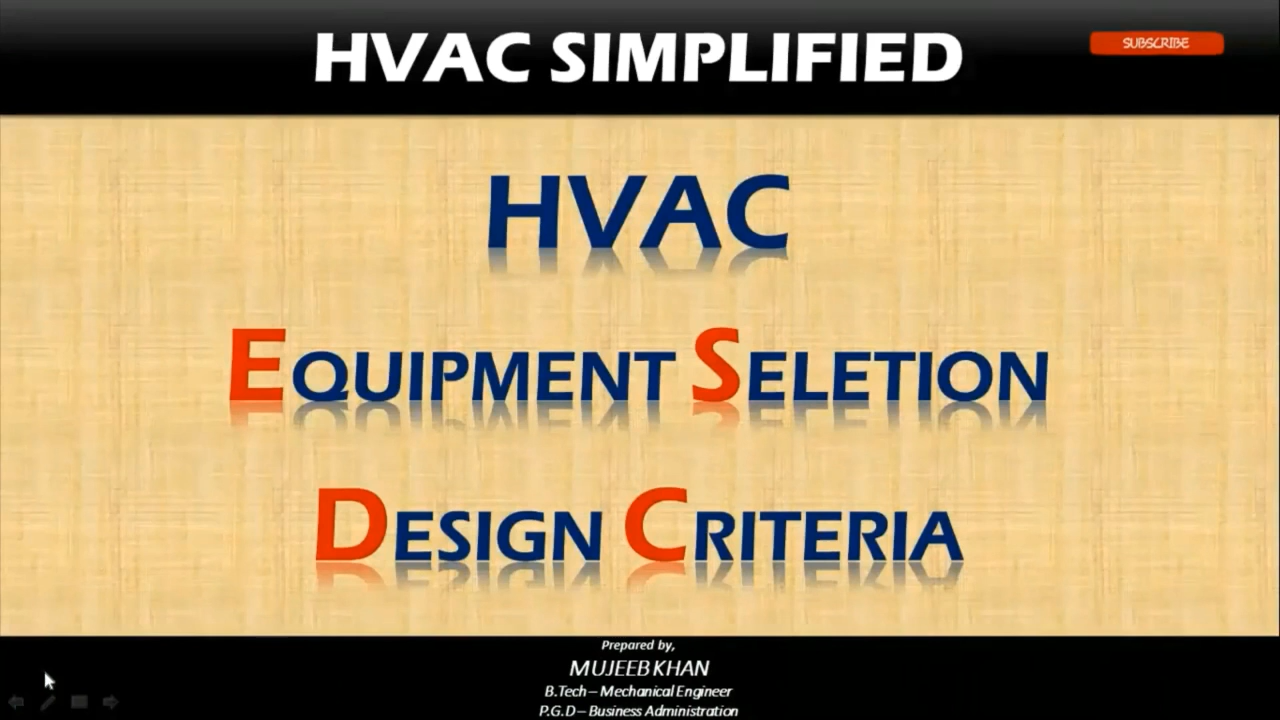 HVAC SIMPLIFIED
SUBSCRIBE
HVAC
EQUIPMENT SELETION
DESIGN CRITERIA
Prepared by,
MUJEEB KHAN
B.Tech – Mechanical Engineer
P.G.D – Business Administration